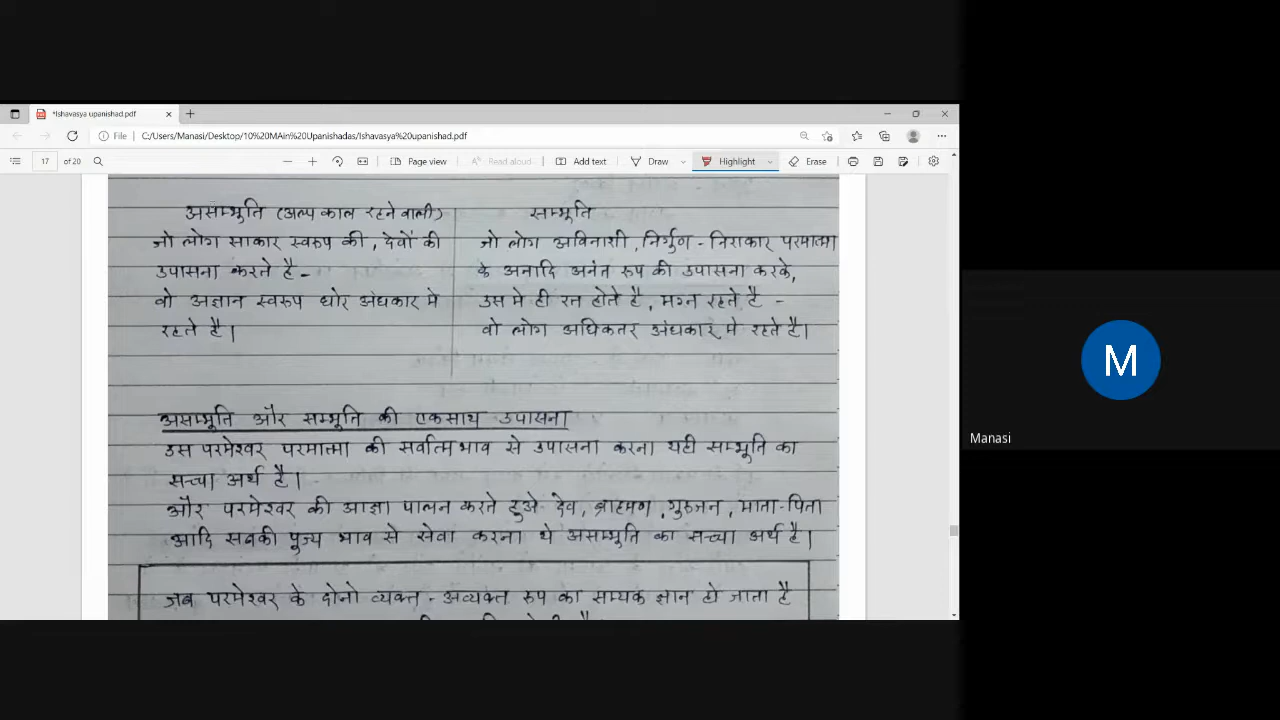 *Ishavasya upanishad.pdf
File C:/Users/Manasi/Desktop/10%20MAin%20Upanishadas/Ishavasya%20upanishad.pdf
17 of 20 Page view Read aloud Add text Draw Highlight Erase
असम्भूति (अल्प काल रहने वाली)
जो लोग साकार स्वरुप की, देवों की
उपासना करते है -
वो अज्ञान स्वरुप घोर अंधकार मे
रहते है।
सम्भूति
जो लोग अविनाशी, निर्गुण - निराकार परमात्मा
के अनादि अनंत रुप की उपासना करके,
उस मे ही रत होते है, मग्न रहते है -
वो लोग अधिकतर अंधकार मे रहते है।
असम्भूति और सम्भूति की एकसाथ उपासना
उस परमेश्वर परमात्मा की सर्वात्म भाव से उपासना करना यही सम्भूति का
सच्चा अर्थ है।
और परमेश्वर की आज्ञा पालन करते हुअे देव, ब्राह्मण, गुरुजन, माता-पिता
आदि सबकी पूज्य भाव से सेवा करना ये असम्भूति का सच्चा अर्थ है।
जब परमेश्वर के दोनो व्यक्त - अव्यक्त रुप का सम्यक ज्ञान हो जाता है
M
Manasi